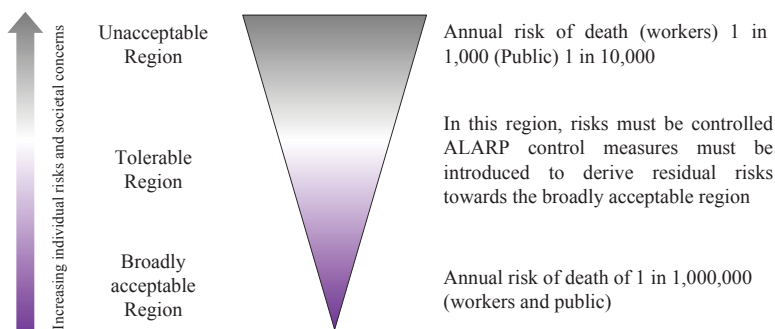 Increasing individual risks and societal concerns
Unacceptable
Region
Annual risk of death (workers) 1 in
1,000 (Public) 1 in 10,000
Tolerable
Region
In this region, risks must be controlled
ALARP control measures must be
introduced to derive residual risks
towards the broadly acceptable region
Broadly
acceptable
Region
Annual risk of death of 1 in 1,000,000
(workers and public)